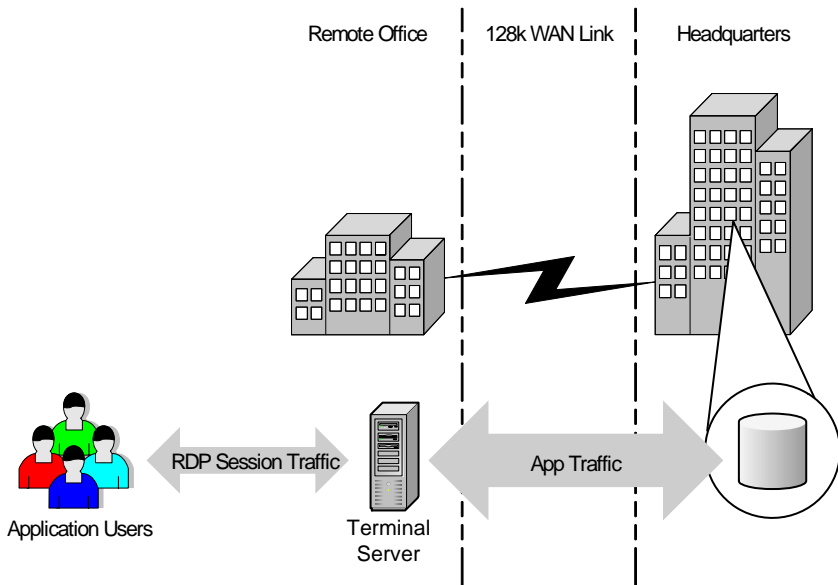 Remote Office
128k WAN Link
Headquarters
RDP Session Traffic
App Traffic
Application Users
Terminal
Server